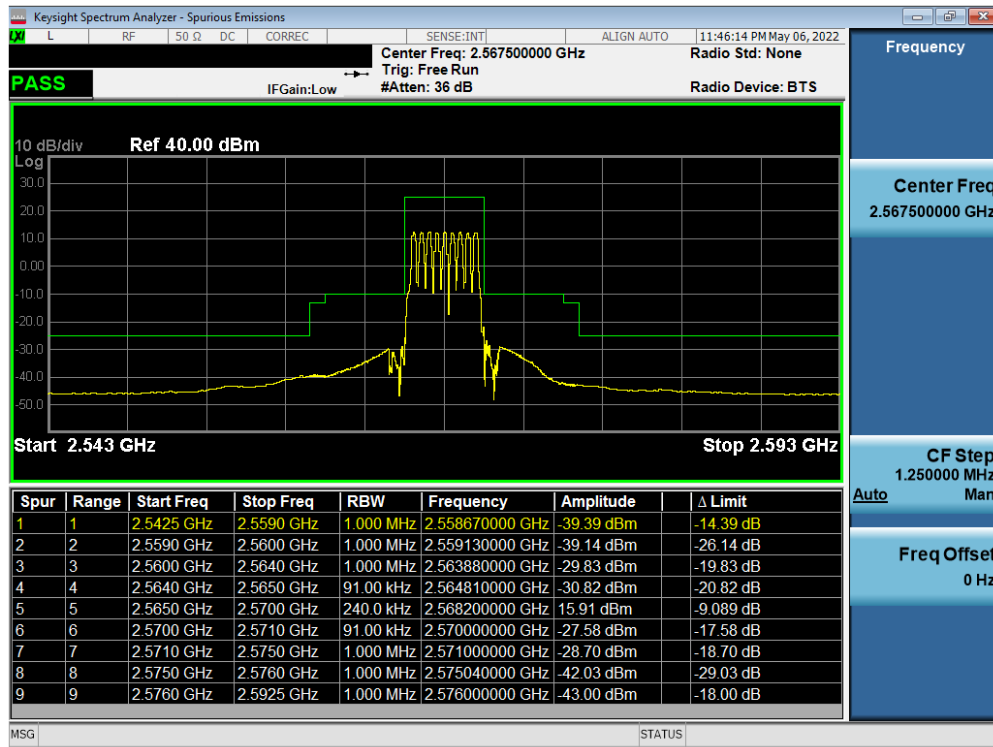 Keysight Spectrum Analyzer - Spurious Emissions
LXI L RF 50 Ω DC CORREC SENSE:INT ALIGN AUTO 11:46:14 PM May 06, 2022
Center Freq: 2.567500000 GHz Radio Std: None
Trig: Free Run
PASS IFGain:Low #Atten: 36 dB Radio Device: BTS
Frequency
10 dB/div Ref 40.00 dBm
Log
30.0
20.0
10.0
0.00
-10.0
-20.0
-30.0
-40.0
-50.0
Start 2.543 GHz Stop 2.593 GHz
Center Freq
2.567500000 GHz
CF Step
1.250000 MHz
Auto Man
Freq Offset
0 Hz
Spur Range Start Freq Stop Freq RBW Frequency Amplitude Δ Limit
1 1 2.5425 GHz 2.5590 GHz 1.000 MHz 2.558670000 GHz -39.39 dBm -14.39 dB
2 2 2.5590 GHz 2.5600 GHz 1.000 MHz 2.559130000 GHz -39.14 dBm -26.14 dB
3 3 2.5600 GHz 2.5640 GHz 1.000 MHz 2.563880000 GHz -29.83 dBm -19.83 dB
4 4 2.5640 GHz 2.5650 GHz 91.00 kHz 2.564810000 GHz -30.82 dBm -20.82 dB
5 5 2.5650 GHz 2.5700 GHz 240.0 kHz 2.568200000 GHz 15.91 dBm -9.089 dB
6 6 2.5700 GHz 2.5710 GHz 91.00 kHz 2.570000000 GHz -27.58 dBm -17.58 dB
7 7 2.5710 GHz 2.5750 GHz 1.000 MHz 2.571000000 GHz -28.70 dBm -18.70 dB
8 8 2.5750 GHz 2.5760 GHz 1.000 MHz 2.575040000 GHz -42.03 dBm -29.03 dB
9 9 2.5760 GHz 2.5925 GHz 1.000 MHz 2.576000000 GHz -43.00 dBm -18.00 dB
MSG STATUS